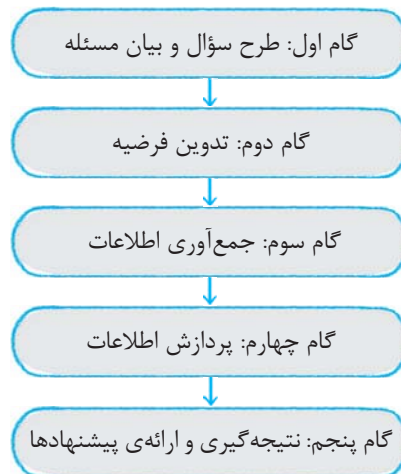 گام اول: طرح سؤال و بیان مسئله
گام دوم: تدوین فرضیه
گام سوم: جمع‌آوری اطلاعات
گام چهارم: پردازش اطلاعات
گام پنجم: نتیجه‌گیری و ارائه‌ی پیشنهادها